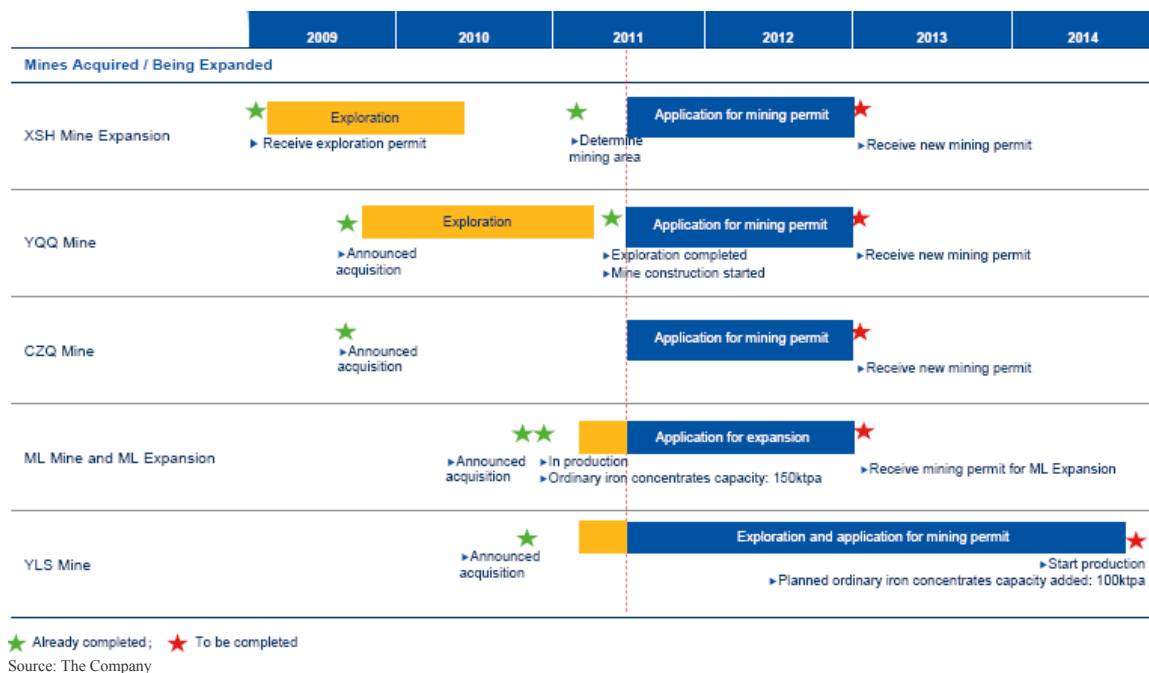 2009 2010 2011 2012 2013 2014
Mines Acquired / Being Expanded
XSH Mine Expansion
Exploration
▶ Receive exploration permit
▶Determine
mining area
Application for mining permit
▶Receive new mining permit
YQQ Mine
▶Announced
acquisition
Exploration
▶Exploration completed
▶Mine construction started
Application for mining permit
▶Receive new mining permit
CZQ Mine
▶Announced
acquisition
Application for mining permit
▶Receive new mining permit
ML Mine and ML Expansion
▶Announced
acquisition
▶In production
▶Ordinary iron concentrates capacity: 150ktpa
Application for expansion
▶Receive mining permit for ML Expansion
YLS Mine
▶Announced
acquisition
Exploration and application for mining permit
▶Start production
▶Planned ordinary iron concentrates capacity added: 100ktpa
Already completed; To be completed
Source: The Company